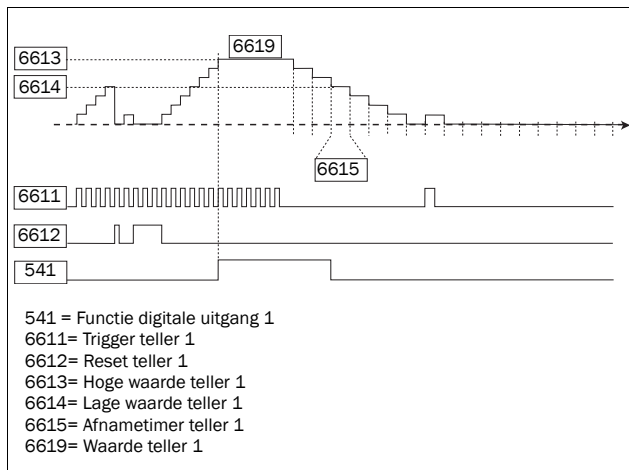 6619
6613
6614
6615
6611
6612
541
541 = Functie digitale uitgang 1
6611= Trigger teller 1
6612= Reset teller 1
6613= Hoge waarde teller 1
6614= Lage waarde teller 1
6615= Afnametimer teller 1
6619= Waarde teller 1